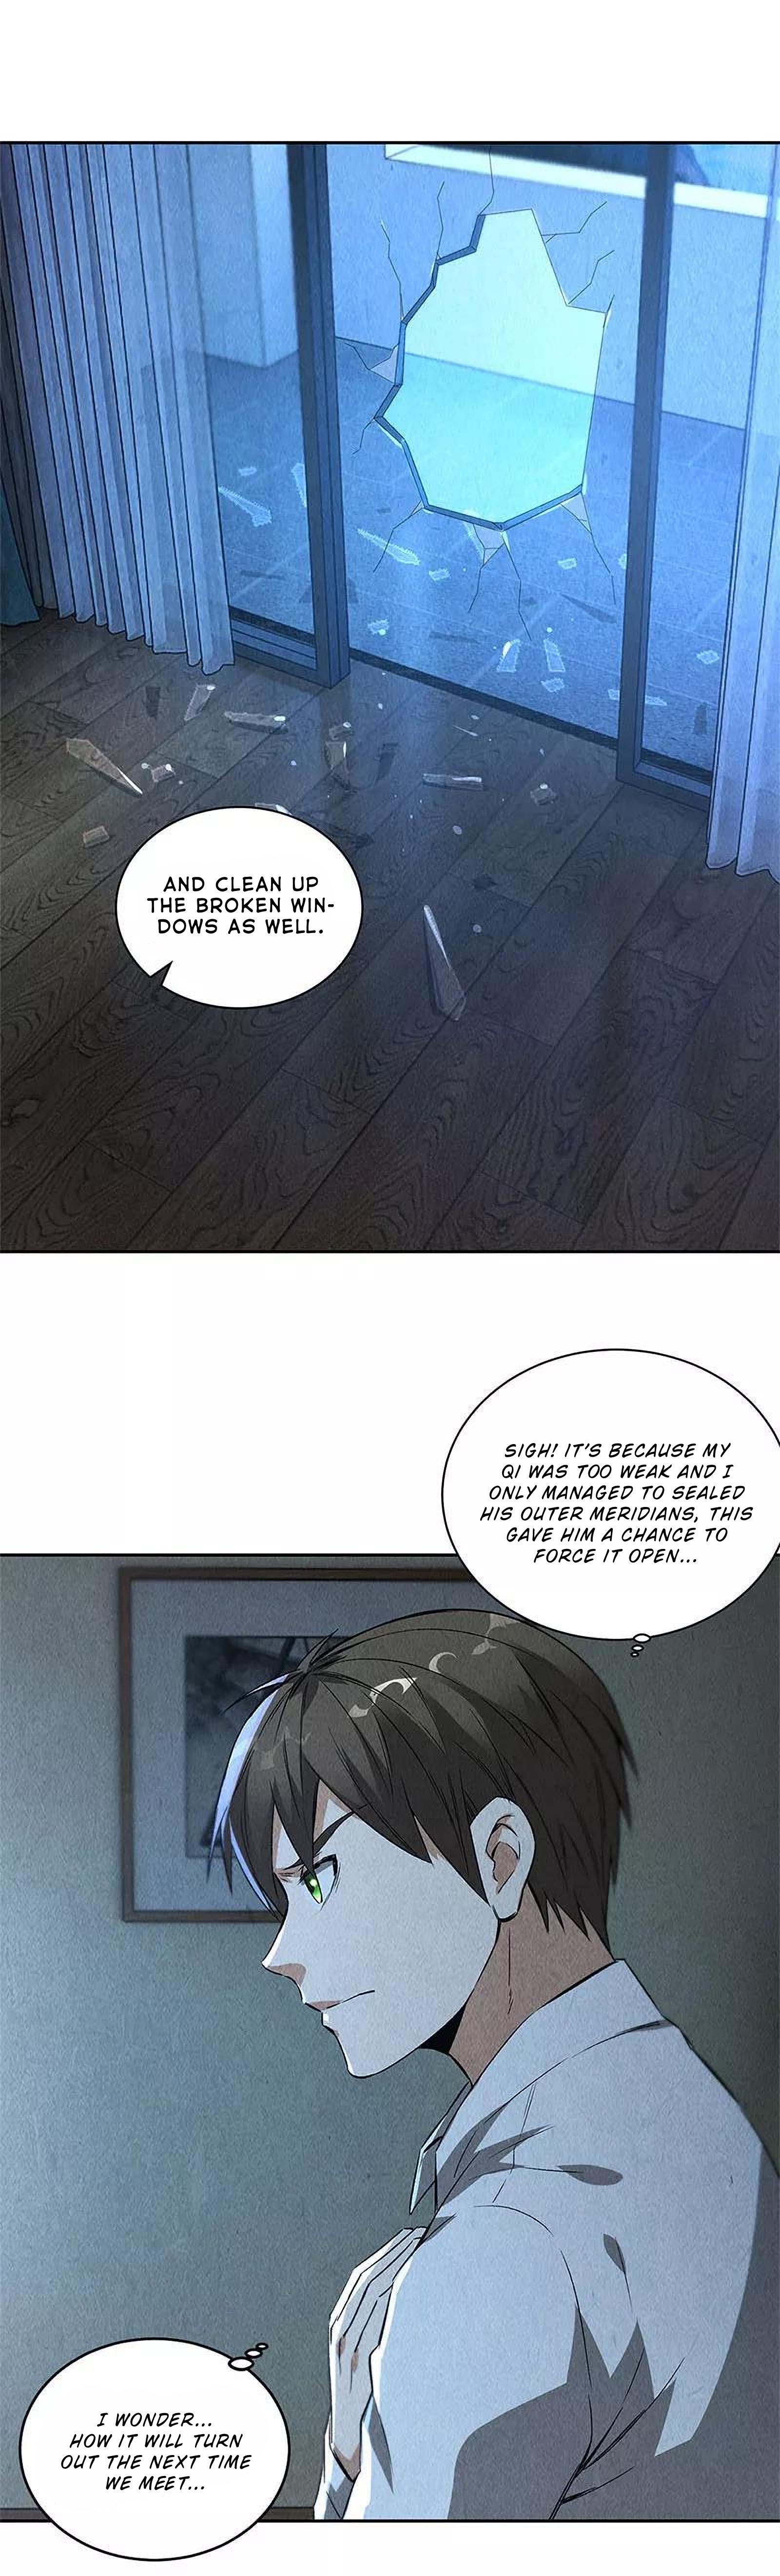 AND CLEAN UP
THE BROKEN WIN-
DOWS AS WELL.
SIGH! IT'S BECAUSE MY
QI WAS TOO WEAK AND I
ONLY MANAGED TO SEALED
HIS OUTER MERIDIANS, THIS
GAVE HIM A CHANCE TO
FORCE IT OPEN...
I WONDER...
HOW IT WILL TURN
OUT THE NEXT TIME
WE MEET...